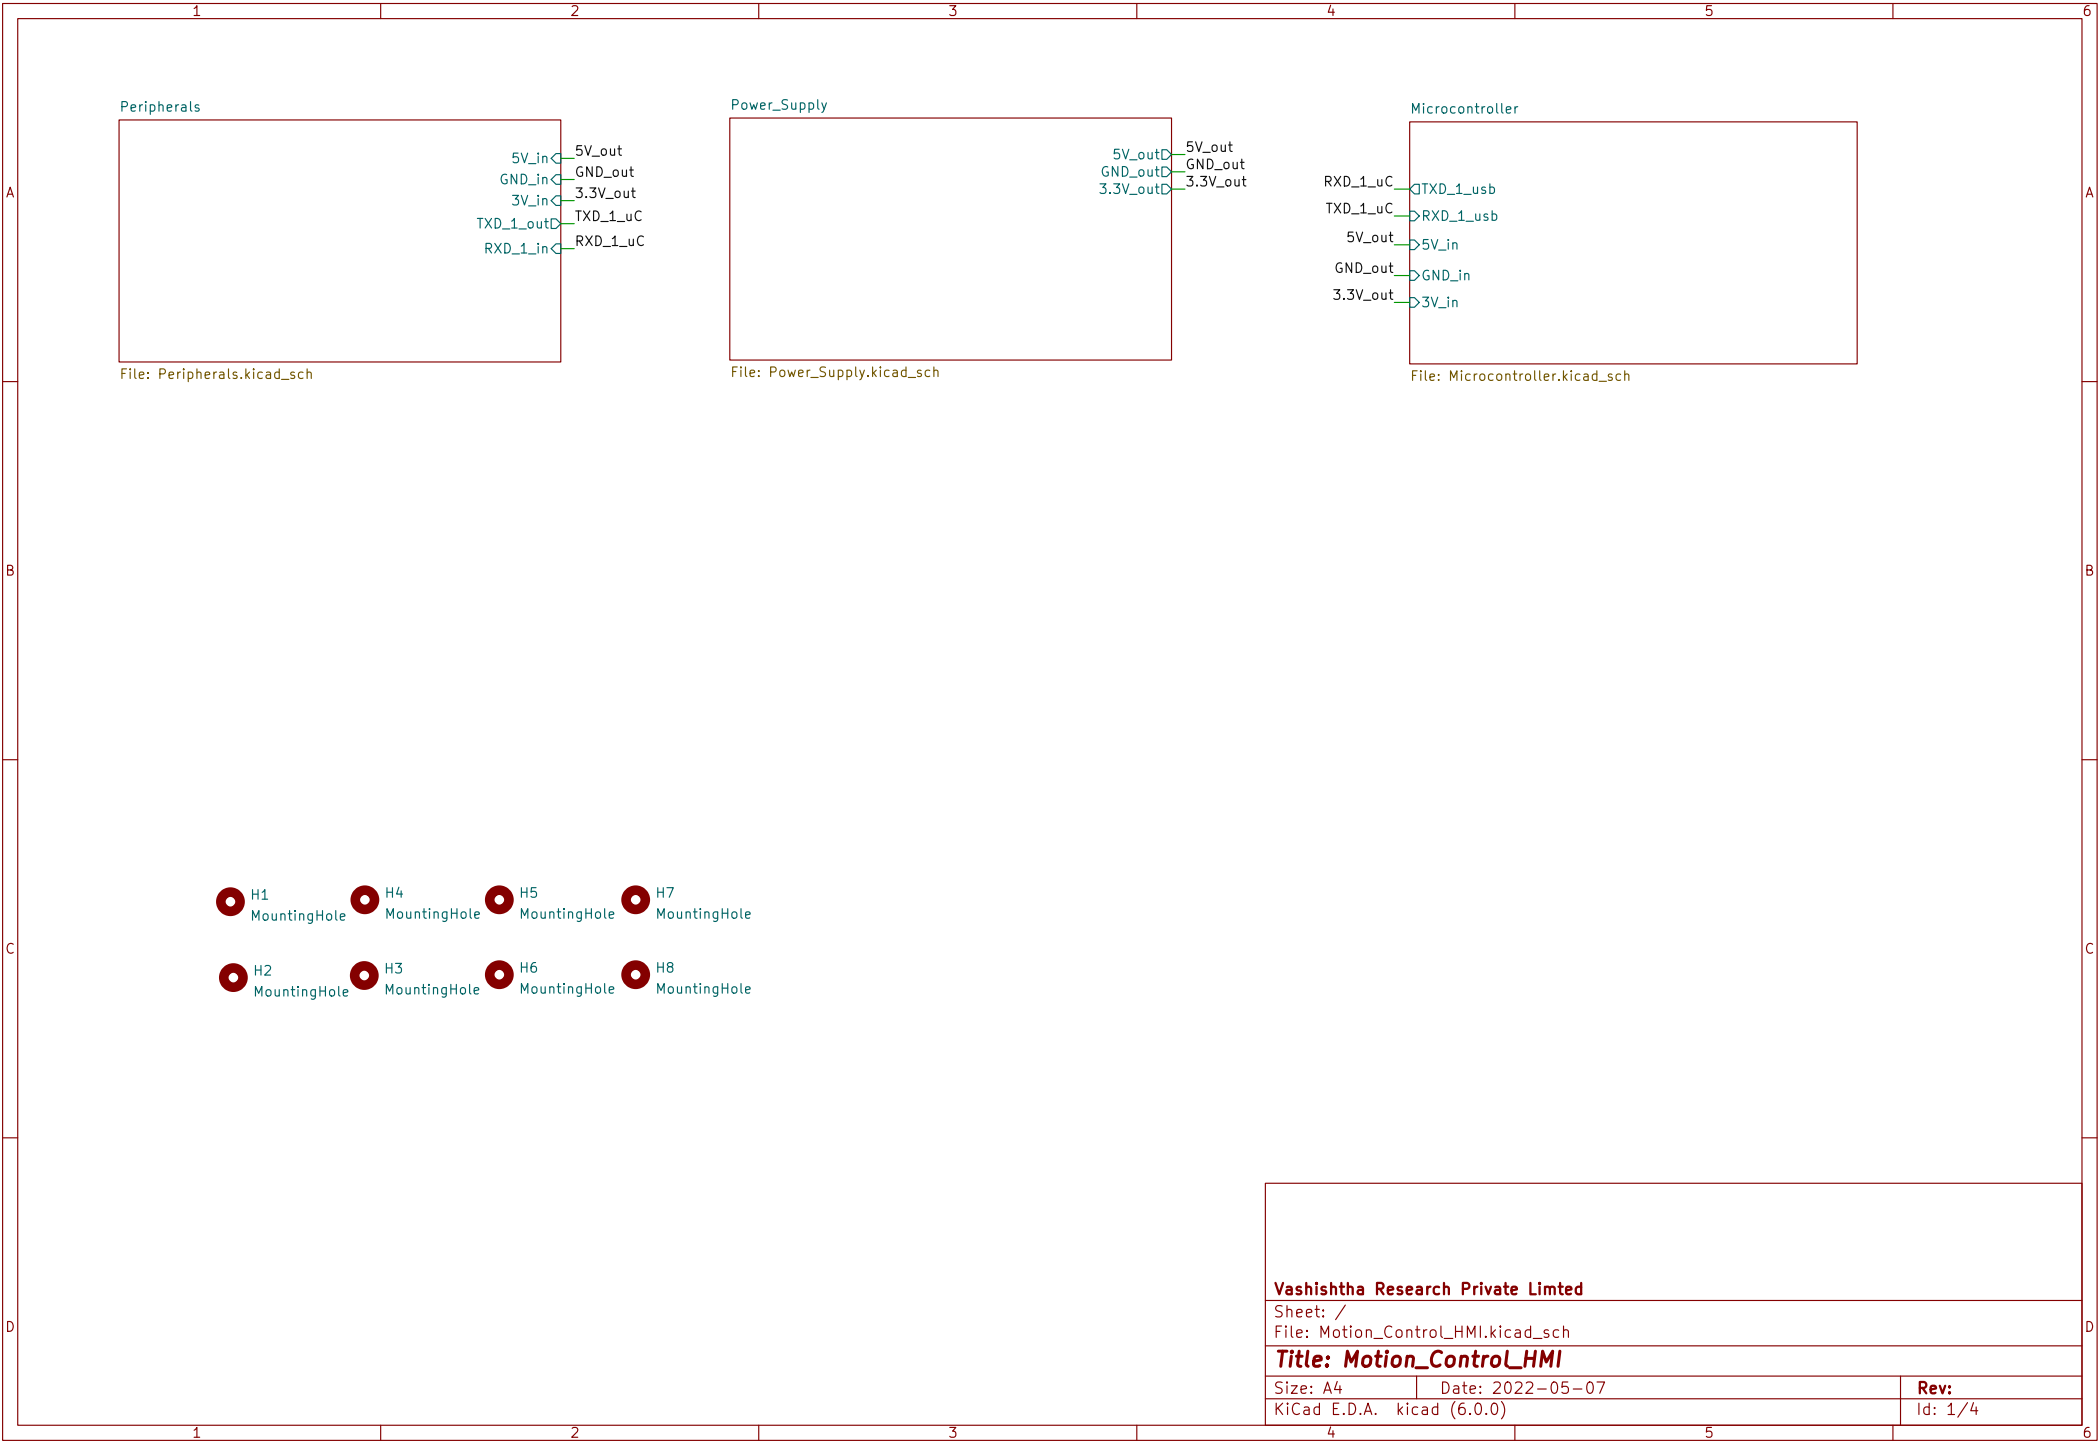 1 2 3 4 5 6
A
B
C
D
Peripherals
5V_in 5V_out
GND_in GND_out
3V_in 3.3V_out
TXD_1_out TXD_1_uC
RXD_1_in RXD_1_uC
File: Peripherals.kicad_sch
Power_Supply
5V_out 5V_out
GND_out GND_out
3.3V_out 3.3V_out
File: Power_Supply.kicad_sch
Microcontroller
RXD_1_uC TXD_1_usb
TXD_1_uC RXD_1_usb
5V_out 5V_in
GND_out GND_in
3.3V_out 3V_in
File: Microcontroller.kicad_sch
A
B
C
D
H1
MountingHole
H4
MountingHole
H5
MountingHole
H7
MountingHole
H2
MountingHole
H3
MountingHole
H6
MountingHole
H8
MountingHole
Vashishtha Research Private Limted
Sheet: /
File: Motion_Control_HMI.kicad_sch
Title: Motion_Control_HMI
Size: A4 Date: 2022-05-07 Rev:
KiCad E.D.A. kicad (6.0.0) Id: 1/4
1 2 3 4 5 6